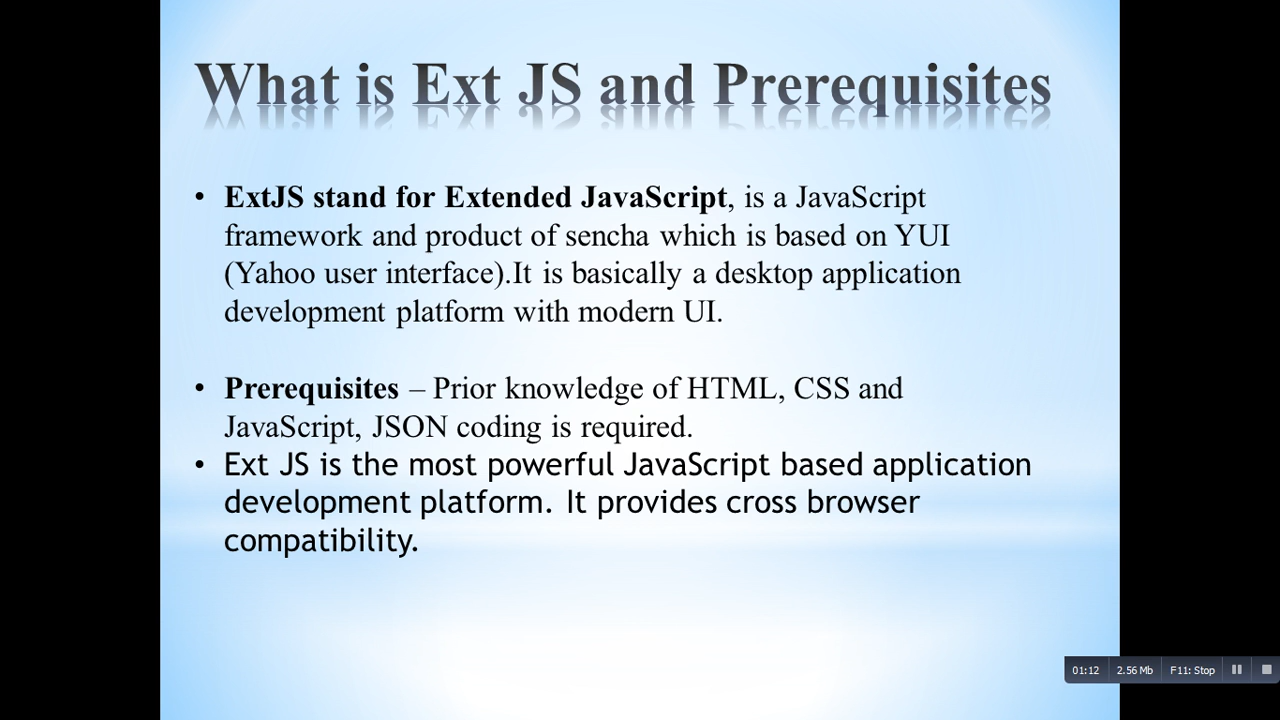 What is Ext JS and Prerequisites
• ExtJS stand for Extended JavaScript, is a JavaScript
framework and product of sencha which is based on YUI
(Yahoo user interface).It is basically a desktop application
development platform with modern UI.
• Prerequisites – Prior knowledge of HTML, CSS and
JavaScript, JSON coding is required.
• Ext JS is the most powerful JavaScript based application
development platform. It provides cross browser
compatibility.
01:12 2.56 Mb F11: Stop